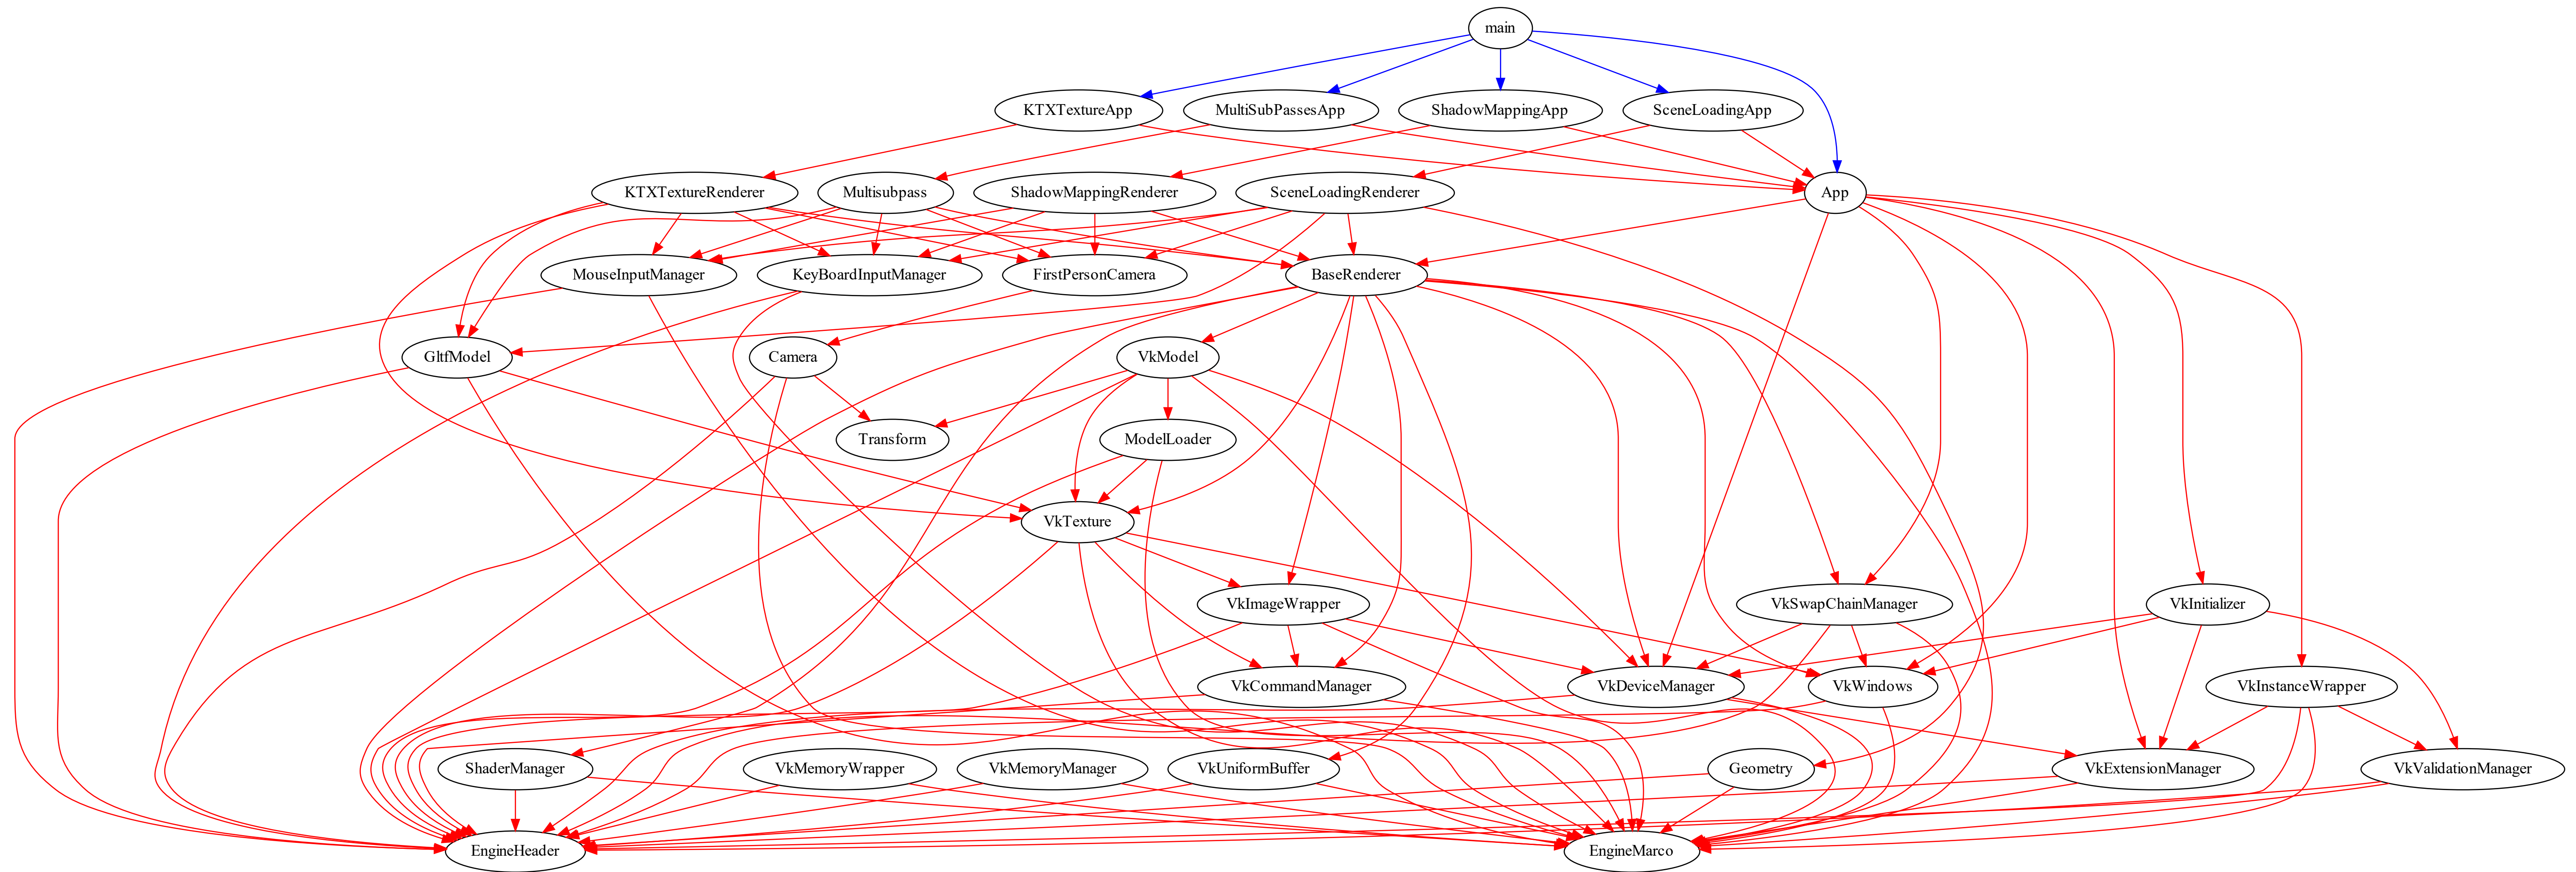 main
KTXTextureApp
MultiSubPassesApp
ShadowMappingApp
SceneLoadingApp
KTXTextureRenderer
Multisubpass
ShadowMappingRenderer
SceneLoadingRenderer
App
MouseInputManager
KeyBoardInputManager
FirstPersonCamera
BaseRenderer
GltfModel
Camera
VkModel
Transform
ModelLoader
VkTexture
VkImageWrapper
VkSwapChainManager
VkInitializer
VkCommandManager
VkDeviceManager
VkWindows
VkInstanceWrapper
ShaderManager
VkMemoryWrapper
VkMemoryManager
VkUniformBuffer
Geometry
VkExtensionManager
VkValidationManager
EngineHeader
EngineMarco